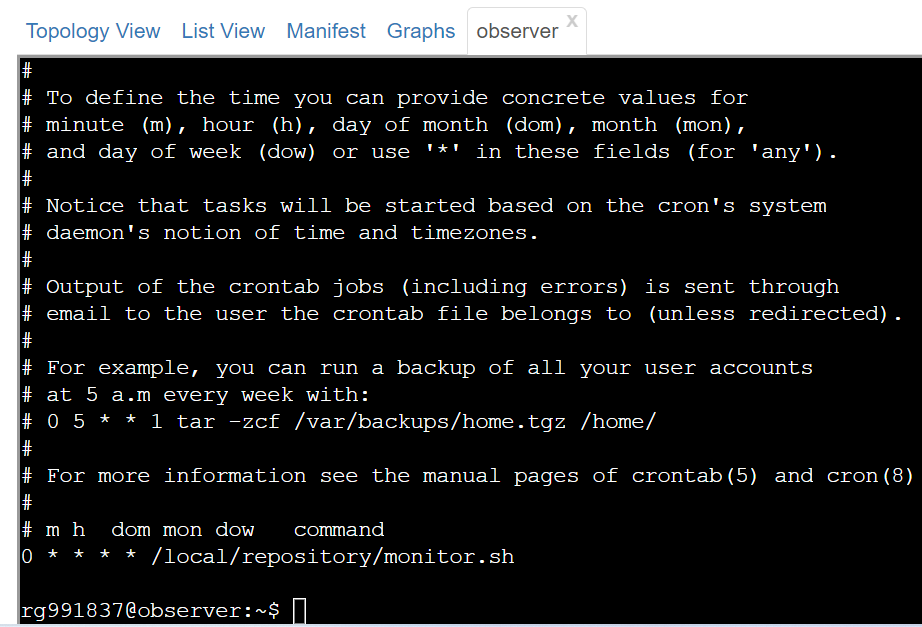 Topology View List View Manifest Graphs observer x
#
# To define the time you can provide concrete values for
# minute (m), hour (h), day of month (dom), month (mon),
# and day of week (dow) or use '*' in these fields (for 'any').
#
# Notice that tasks will be started based on the cron's system
# daemon's notion of time and timezones.
#
# Output of the crontab jobs (including errors) is sent through
# email to the user the crontab file belongs to (unless redirected).
#
# For example, you can run a backup of all your user accounts
# at 5 a.m every week with:
# 0 5 * * 1 tar -zcf /var/backups/home.tgz /home/
#
# For more information see the manual pages of crontab(5) and cron(8)
#
# m h  dom mon dow   command
0 * * * * /local/repository/monitor.sh
rg991837@observer:~$